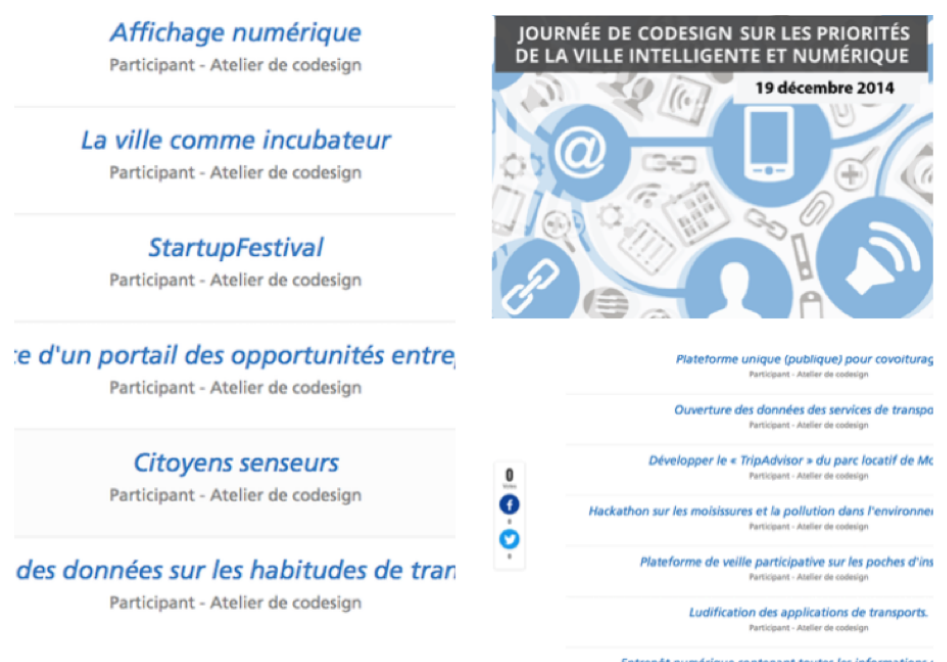 Affichage numérique
Participant - Atelier de codesign
La ville comme incubateur
Participant - Atelier de codesign
StartupFestival
Participant - Atelier de codesign
d'un portail des opportunités
Participant - Atelier de codesign
Citoyens senseurs
Participant - Atelier de codesign
des données sur les habitudes de
Participant - Atelier de codesign
JOURNÉE DE CODESIGN SUR LES PRIORITÉS
DE LA VILLE INTELLIGENTE ET NUMÉRIQUE
19 décembre 2014
@
Plateforme unique (publique) pour
Participant - Atelier de codesign
Ouverture des données des services de
Participant - Atelier de codesign
Développer le « TripAdvisor » du parc locatif de
Participant - Atelier de codesign
Hackathon sur les moisissures et la pollution dans
Participant - Atelier de codesign
Plateforme de veille participative sur les poches
Participant - Atelier de codesign
Ludification des applications de transports.
Participant - Atelier de codesign
0
Votes
0
0